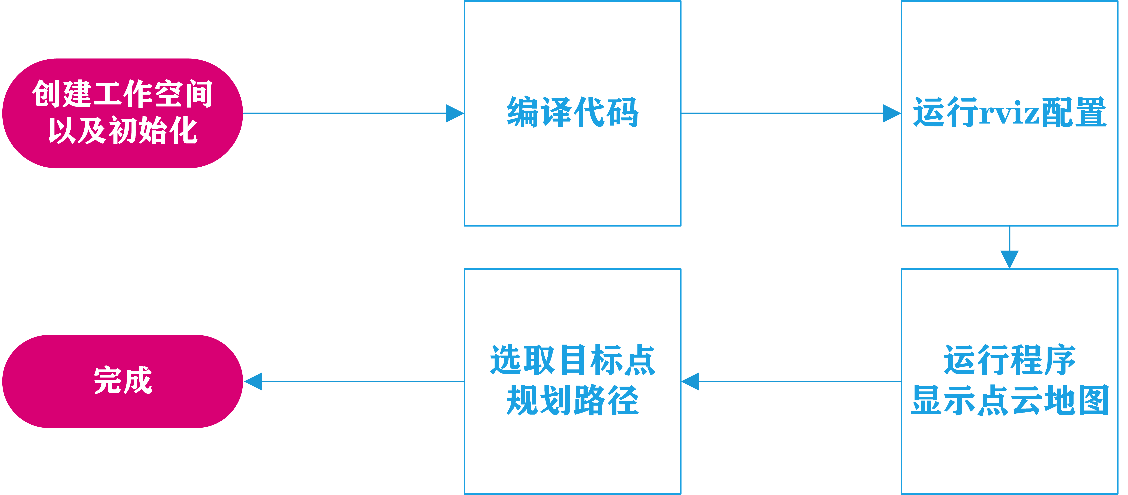 创建工作空间
以及初始化
编译代码
运行rviz配置
运行程序
显示点云地图
选取目标点
规划路径
完成